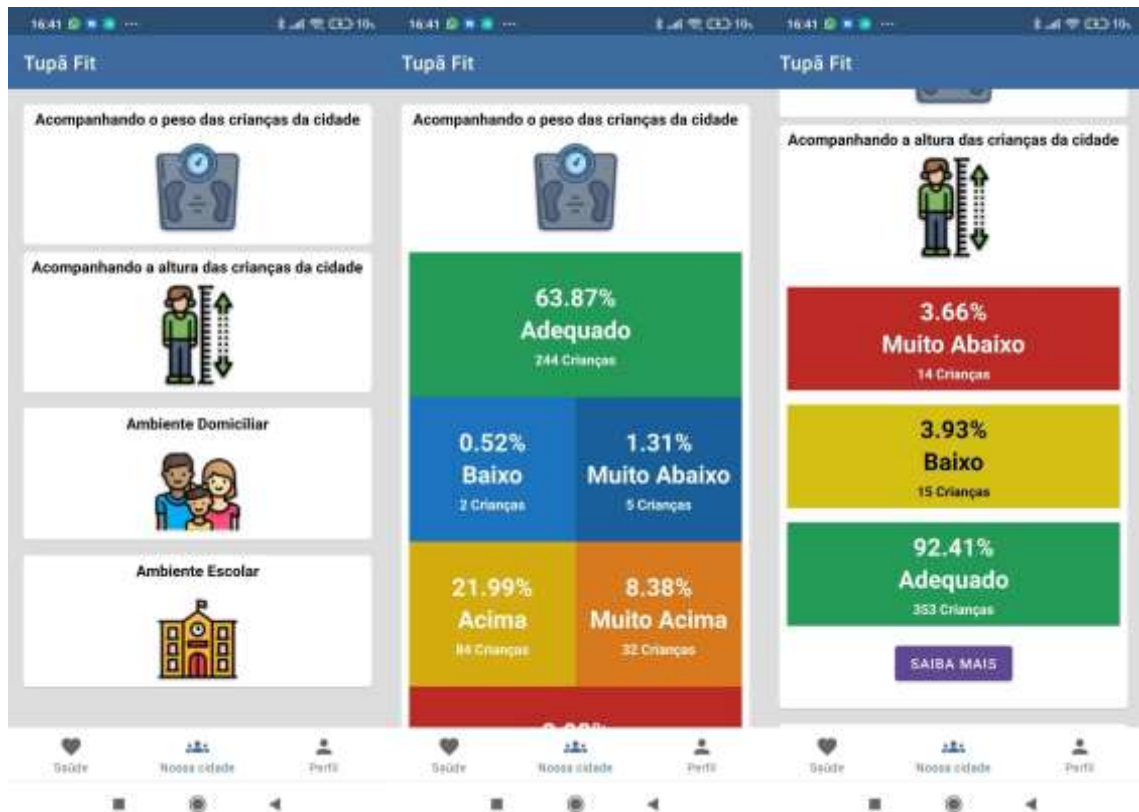 16:41
Tupã Fit
Acompanhando o peso das crianças da cidade
Acompanhando a altura das crianças da cidade
Ambiente Domiciliar
Ambiente Escolar
Saúde
Nossa cidade
Perfil
16:41
Tupã Fit
Acompanhando o peso das crianças da cidade
63.87%
Adequado
244 Crianças
0.52%
Baixo
2 Crianças
1.31%
Muito Abaixo
5 Crianças
21.99%
Acima
84 Crianças
8.38%
Muito Acima
32 Crianças
Saúde
Nossa cidade
Perfil
16:41
Tupã Fit
Acompanhando a altura das crianças da cidade
3.66%
Muito Abaixo
14 Crianças
3.93%
Baixo
15 Crianças
92.41%
Adequado
353 Crianças
SAIBA MAIS
Saúde
Nossa cidade
Perfil